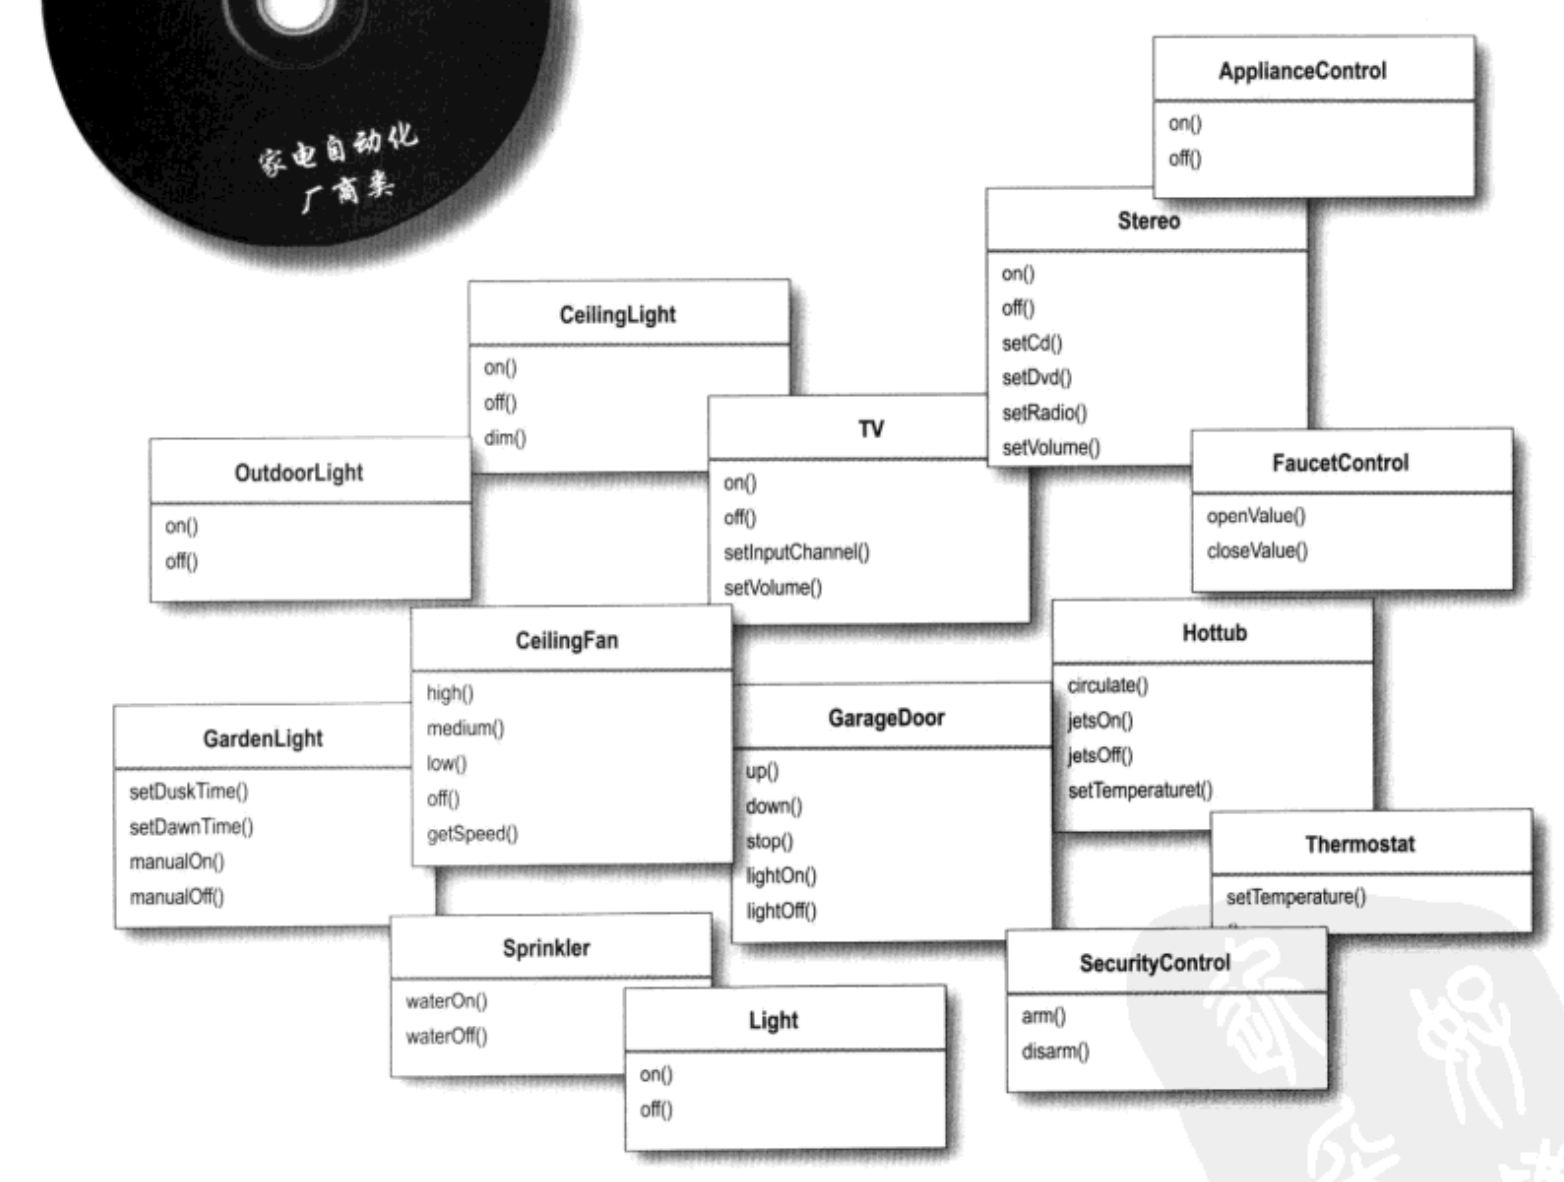 家电自动化
厂商类
ApplianceControl
on()
off()
Stereo
on()
off()
setCd()
setDvd()
setRadio()
setVolume()
CeilingLight
on()
off()
dim()
TV
on()
off()
setInputChannel()
setVolume()
FaucetControl
openValue()
closeValue()
OutdoorLight
on()
off()
CeilingFan
high()
medium()
low()
off()
getSpeed()
Hottub
circulate()
jetsOn()
jetsOff()
setTemperaturet()
GardenLight
setDuskTime()
setDawnTime()
manualOn()
manualOff()
GarageDoor
up()
down()
stop()
lightOn()
lightOff()
Thermostat
setTemperature()
Sprinkler
waterOn()
waterOff()
SecurityControl
arm()
disarm()
Light
on()
off()